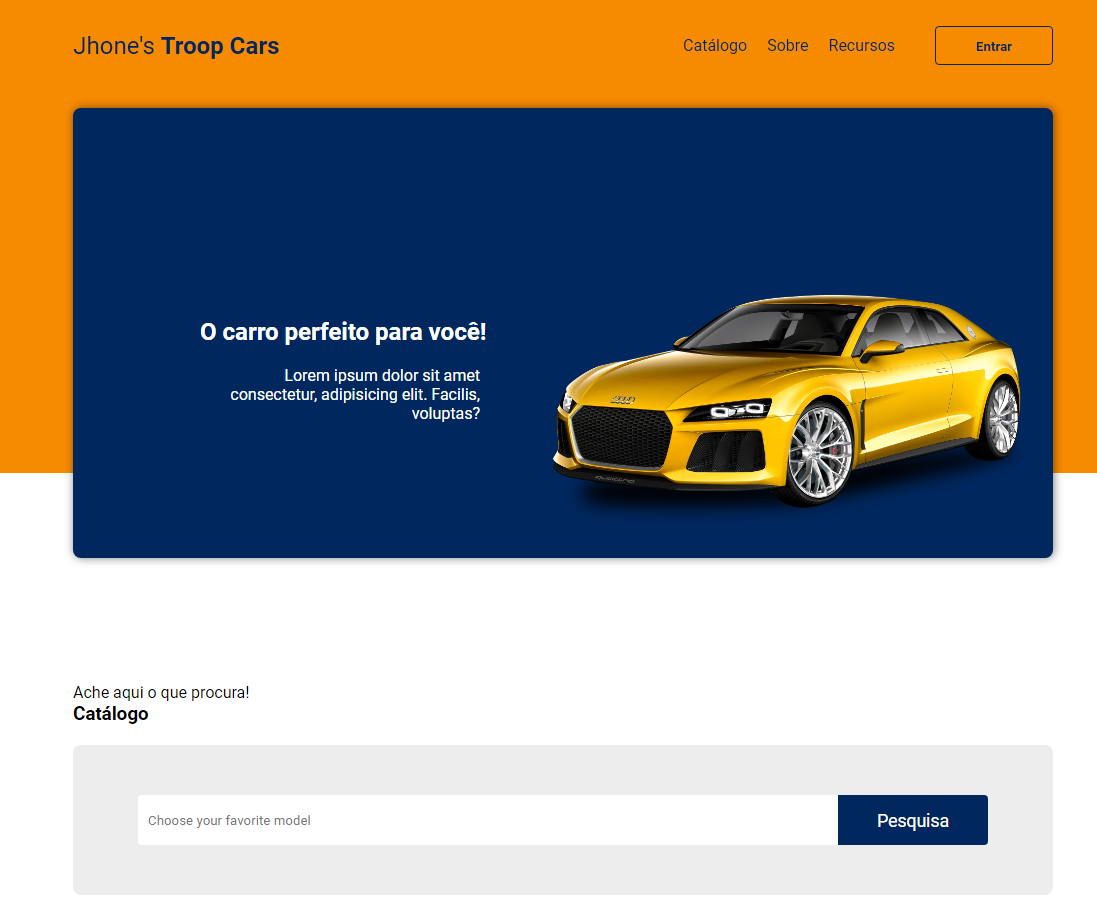 Jhone's Troop Cars
Catálogo Sobre Recursos Entrar
O carro perfeito para você!
Lorem ipsum dolor sit amet
consectetur, adipisicing elit. Facilis,
voluptas?
Ache aqui o que procura!
Catálogo
Choose your favorite model
Pesquisa